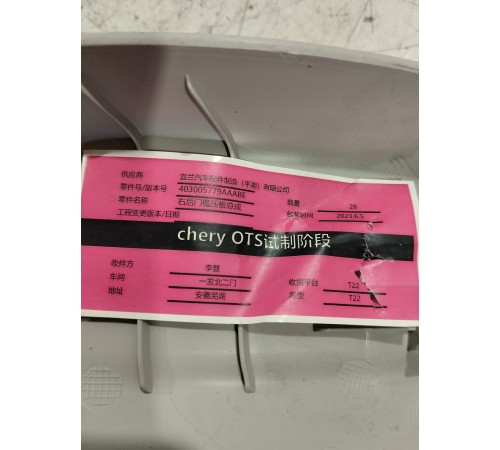 供应商 宜兰汽车配件制造（平湖）有限公司
零件号/版本号 403005779AAABE 数量 28
零件名称 右后门槛压板总成 包装时间 2023.6.5
工程变更版本/日期
chery OTS试制阶段
收件方 李慧
车间 一发北二门 收货平台 T22
地址 安徽芜湖 车型 T22